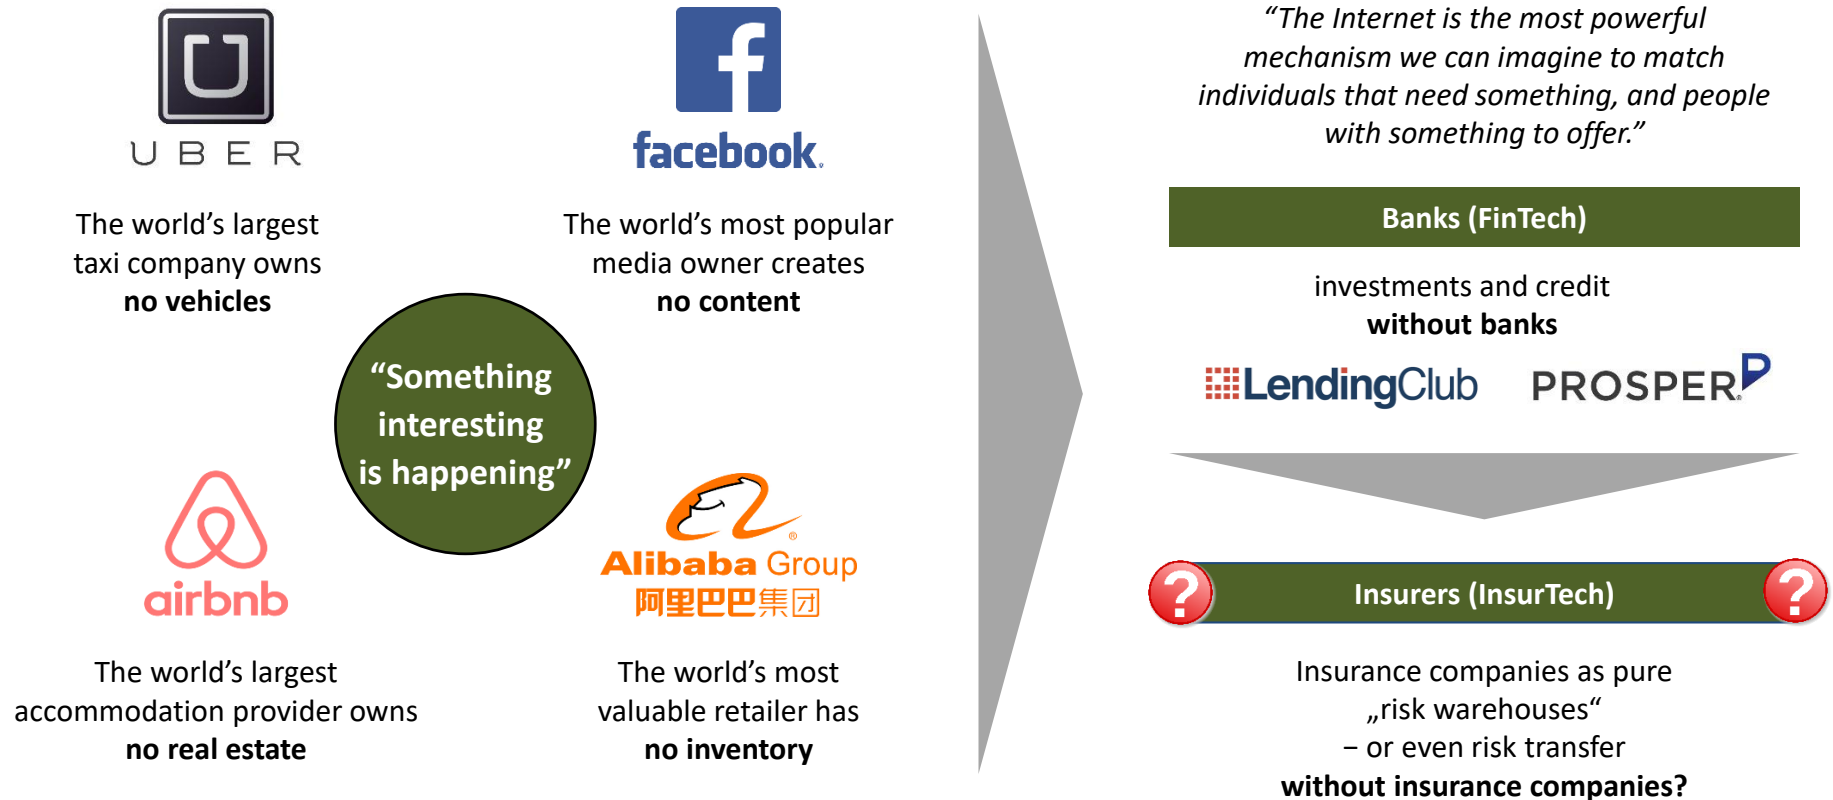 UBER
The world’s largest
taxi company owns
no vehicles
facebook.
The world’s most popular
media owner creates
no content
“Something
interesting
is happening”
airbnb
The world’s largest
accommodation provider owns
no real estate
Alibaba Group
阿里巴巴集团
The world’s most
valuable retailer has
no inventory
“The Internet is the most powerful
mechanism we can imagine to match
individuals that need something, and people
with something to offer.”
Banks (FinTech)
investments and credit
without banks
LendingClub
PROSPER
? Insurers (InsurTech) ?
Insurance companies as pure
„risk warehouses“
– or even risk transfer
without insurance companies?